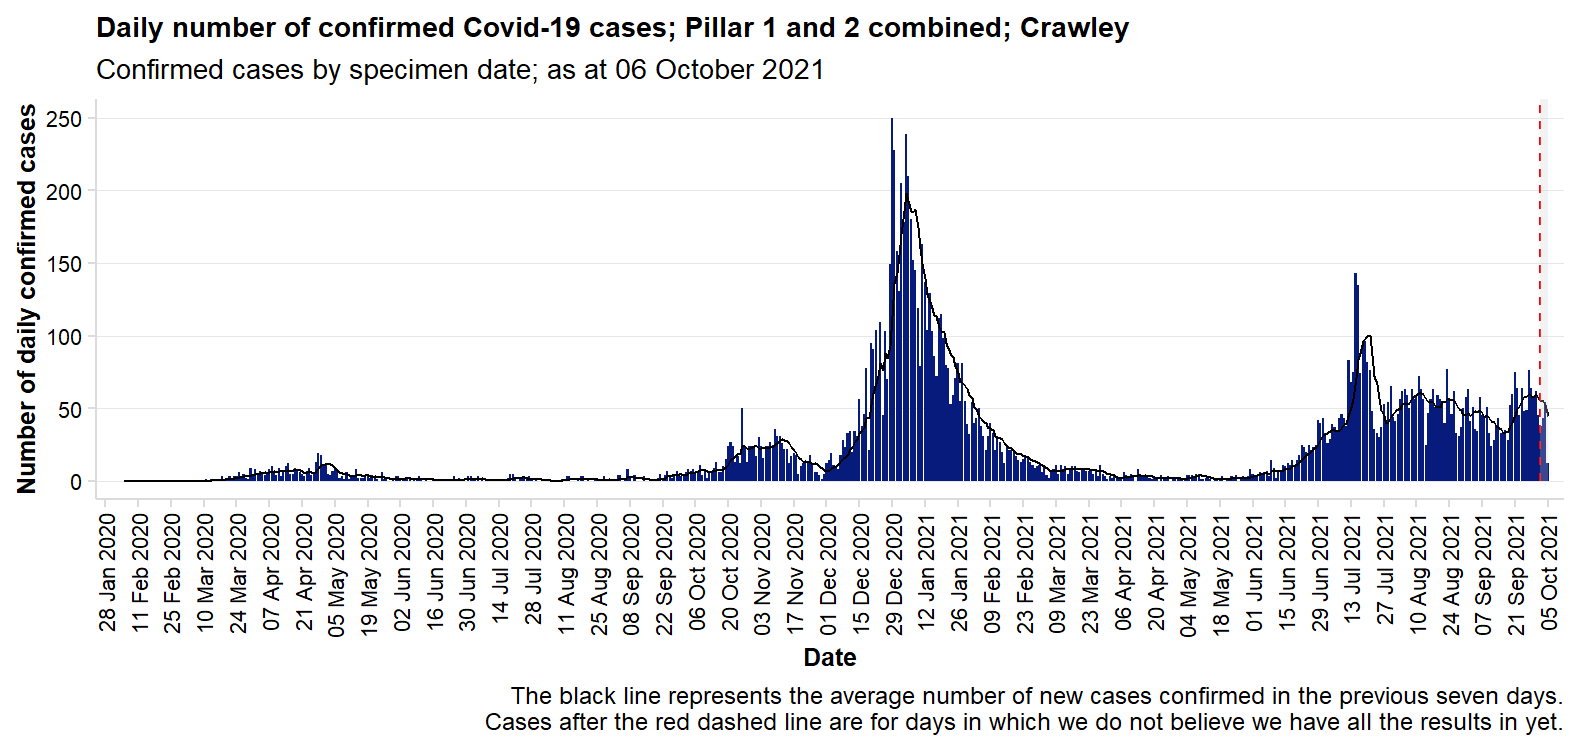 Daily number of confirmed Covid-19 cases; Pillar 1 and 2 combined; Crawley
Confirmed cases by specimen date; as at 06 October 2021
Number of daily confirmed cases
250
200
150
100
50
0
28 Jan 2020
11 Feb 2020
25 Feb 2020
10 Mar 2020
24 Mar 2020
07 Apr 2020
21 Apr 2020
05 May 2020
19 May 2020
02 Jun 2020
16 Jun 2020
30 Jun 2020
14 Jul 2020
28 Jul 2020
11 Aug 2020
25 Aug 2020
08 Sep 2020
22 Sep 2020
06 Oct 2020
20 Oct 2020
03 Nov 2020
17 Nov 2020
01 Dec 2020
15 Dec 2020
29 Dec 2020
12 Jan 2021
26 Jan 2021
09 Feb 2021
23 Feb 2021
09 Mar 2021
23 Mar 2021
06 Apr 2021
20 Apr 2021
04 May 2021
18 May 2021
01 Jun 2021
15 Jun 2021
29 Jun 2021
13 Jul 2021
27 Jul 2021
10 Aug 2021
24 Aug 2021
07 Sep 2021
21 Sep 2021
05 Oct 2021
Date
The black line represents the average number of new cases confirmed in the previous seven days.
Cases after the red dashed line are for days in which we do not believe we have all the results in yet.